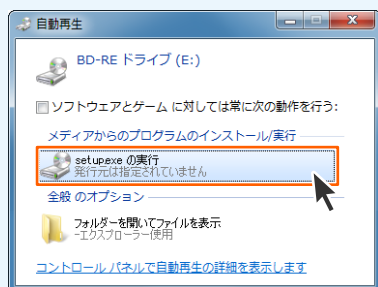 自動再生
BD-RE ドライブ (E:)
ソフトウェアとゲーム に対しては常に次の動作を行う:
メディアからのプログラムのインストール/実行
setup.exe の実行
発行元は指定されていません
全般 のオプション
フォルダーを開いてファイルを表示
-エクスプローラー使用
コントロール パネルで自動再生の詳細を表示します